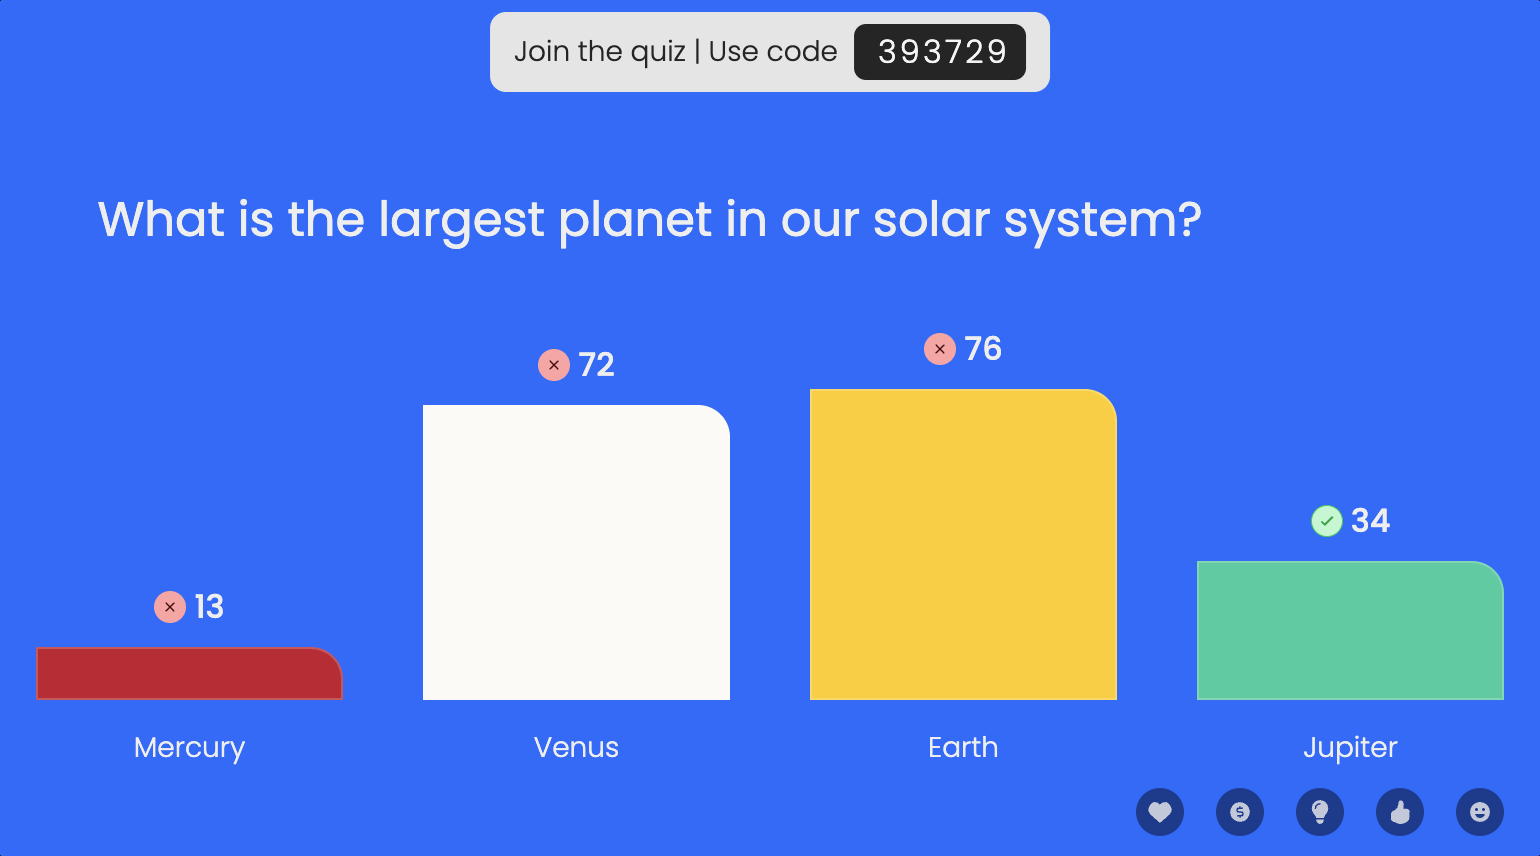 Join the quiz | Use code 393729
What is the largest planet in our solar system?
72
76
34
13
Mercury
Venus
Earth
Jupiter